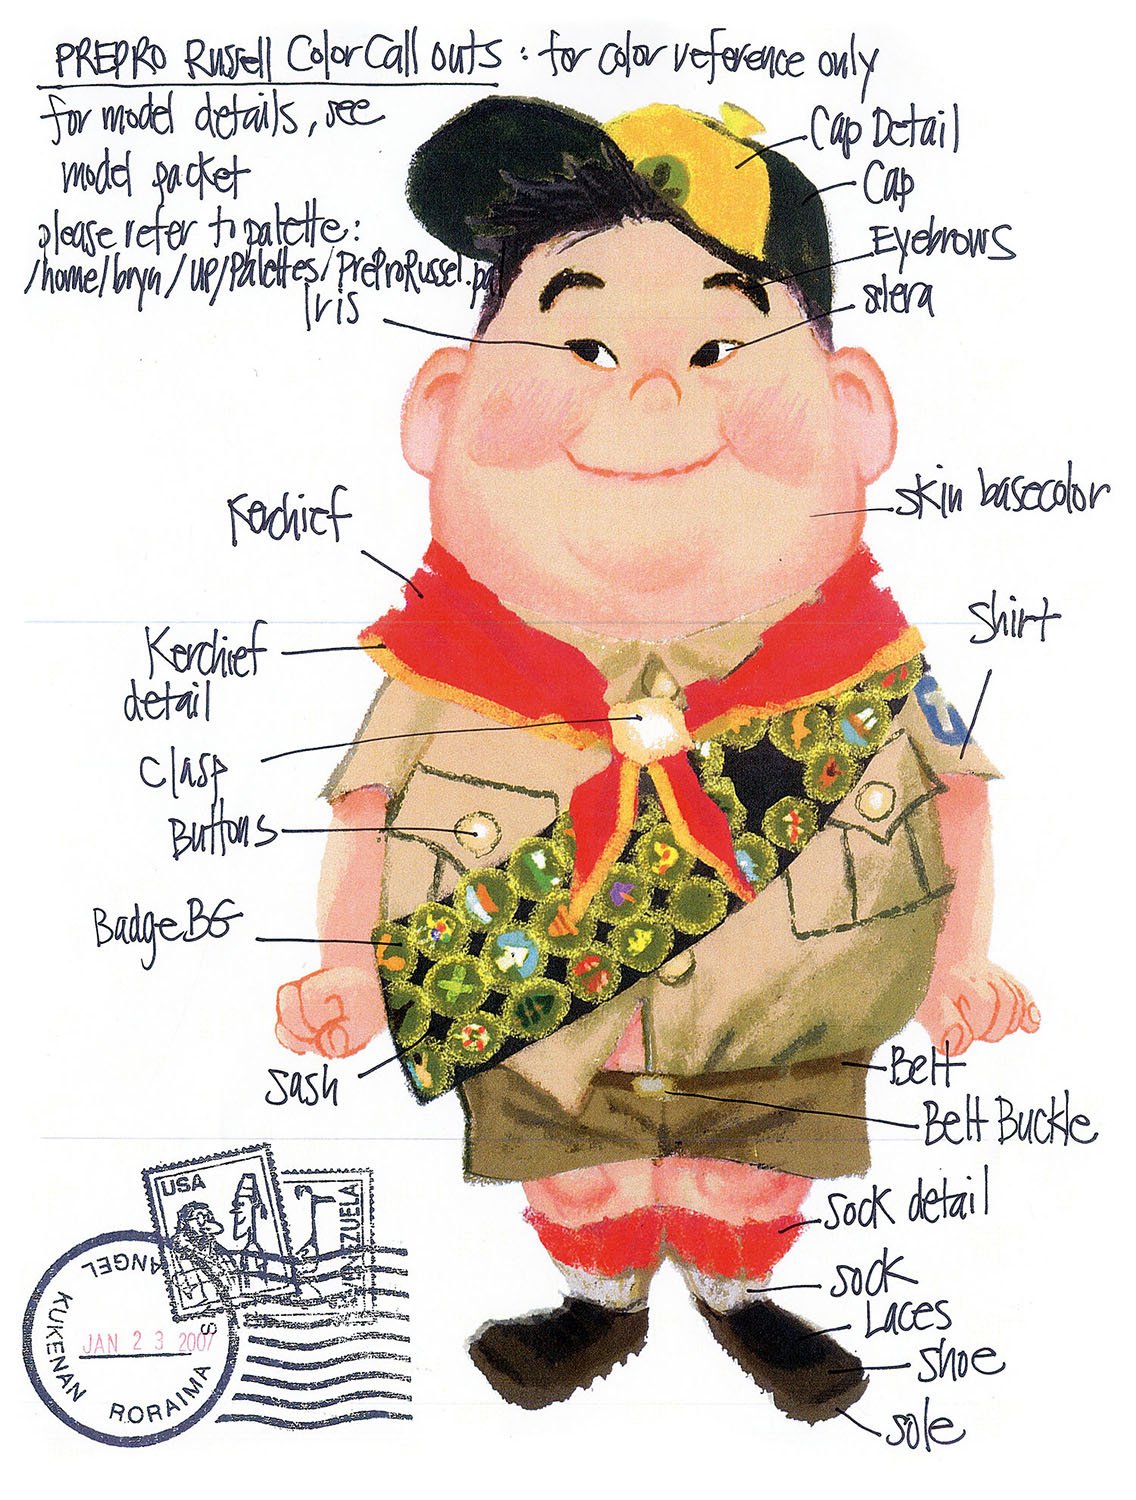 PREPRO Russell Color Call outs : for color reference only
for model details, see
model packet
please refer to palette:
/home/bryn/UP/Palettes/PreProRussel.pal
Iris
Cap Detail
Cap
Eyebrows
sclera
Kerchief
skin basecolor
Shirt
Kerchief
detail
Clasp
Buttons
Badge BG
Sash
Belt
Belt Buckle
Sock detail
sock
Laces
Shoe
sole
USA
VENEZUELA
ANGEL
KUKENAN
RORAIMA
JAN 23 2007